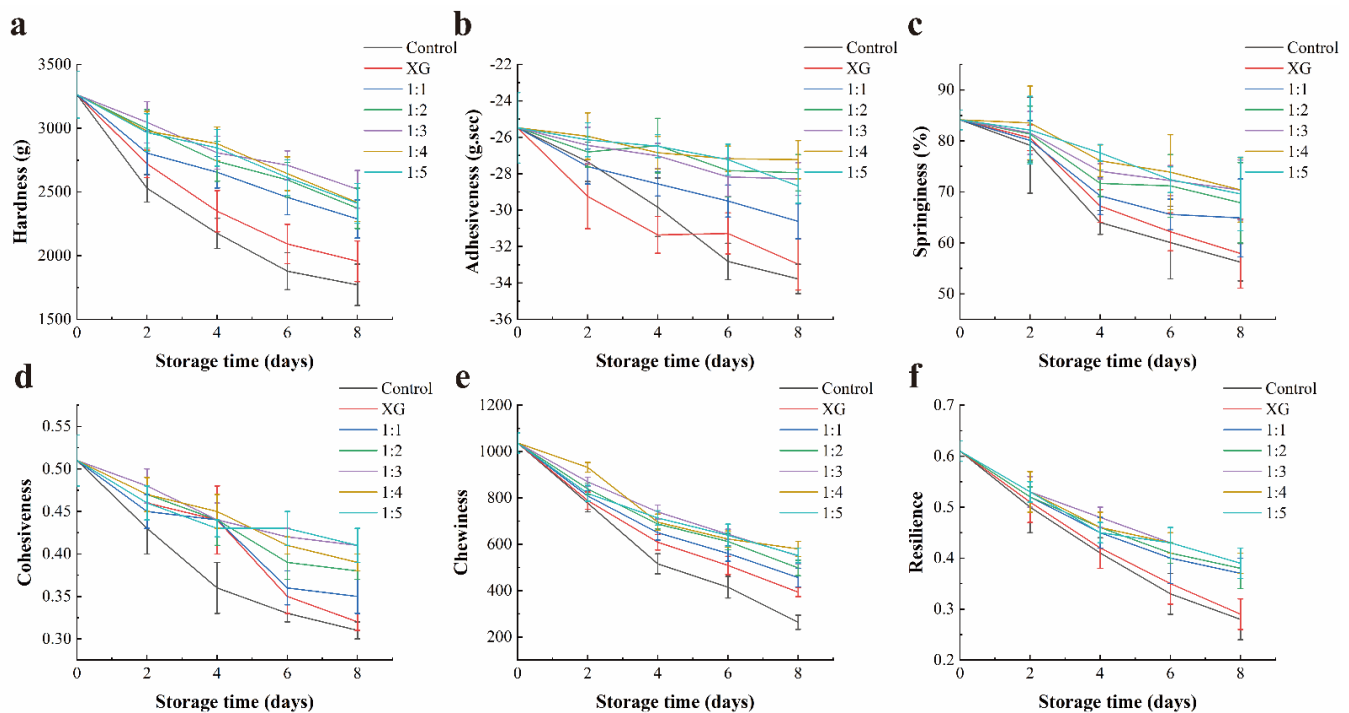 a
Control
XG
1:1
1:2
1:3
1:4
1:5
Hardness (g)
3500
3000
2500
2000
1500
0 2 4 6 8
Storage time (days)
b
Control
XG
1:1
1:2
1:3
1:4
1:5
Adhesiveness (g.sec)
-22
-24
-26
-28
-30
-32
-34
-36
0 2 4 6 8
Storage time (days)
c
Control
XG
1:1
1:2
1:3
1:4
1:5
Springiness (%)
90
80
70
60
50
0 2 4 6 8
Storage time (days)
d
Control
XG
1:1
1:2
1:3
1:4
1:5
Cohesiveness
0.55
0.50
0.45
0.40
0.35
0.30
0 2 4 6 8
Storage time (days)
e
Control
XG
1:1
1:2
1:3
1:4
1:5
Chewiness
1200
1000
800
600
400
200
0 2 4 6 8
Storage time (days)
f
Control
XG
1:1
1:2
1:3
1:4
1:5
Resilience
0.7
0.6
0.5
0.4
0.3
0.2
0 2 4 6 8
Storage time (days)